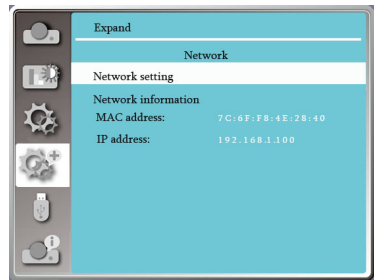 Expand
Network
Network setting
Network information
MAC address: 7C:6F:F8:4E:28:40
IP address: 192.168.1.100